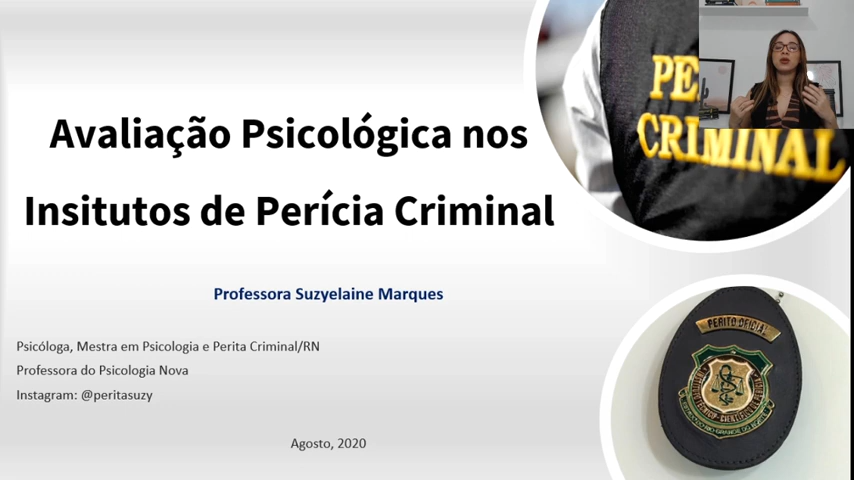 Avaliação Psicológica nos
Insitutos de Perícia Criminal
Professora Suzyelaine Marques
Psicóloga, Mestra em Psicologia e Perita Criminal/RN
Professora do Psicologia Nova
Instagram: @peritasuzy
Agosto, 2020
CRIMINAL
PERITO OFICIAL